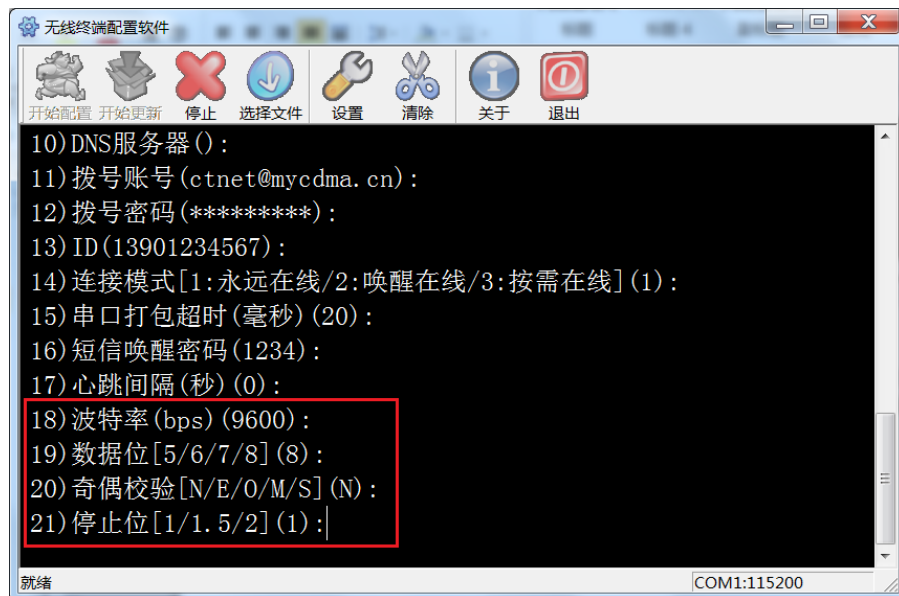 无线终端配置软件
开始配置 开始更新 停止 选择文件 设置 清除 关于 退出
10)DNS服务器():
11)拨号账号(ctnet@mycdma.cn):
12)拨号密码(*********):
13)ID(13901234567):
14)连接模式[1:永远在线/2:唤醒在线/3:按需在线](1):
15)串口打包超时(毫秒)(20):
16)短信唤醒密码(1234):
17)心跳间隔(秒)(0):
18)波特率(bps)(9600):
19)数据位[5/6/7/8](8):
20)奇偶校验[N/E/O/M/S](N):
21)停止位[1/1.5/2](1):
就绪 COM1:115200